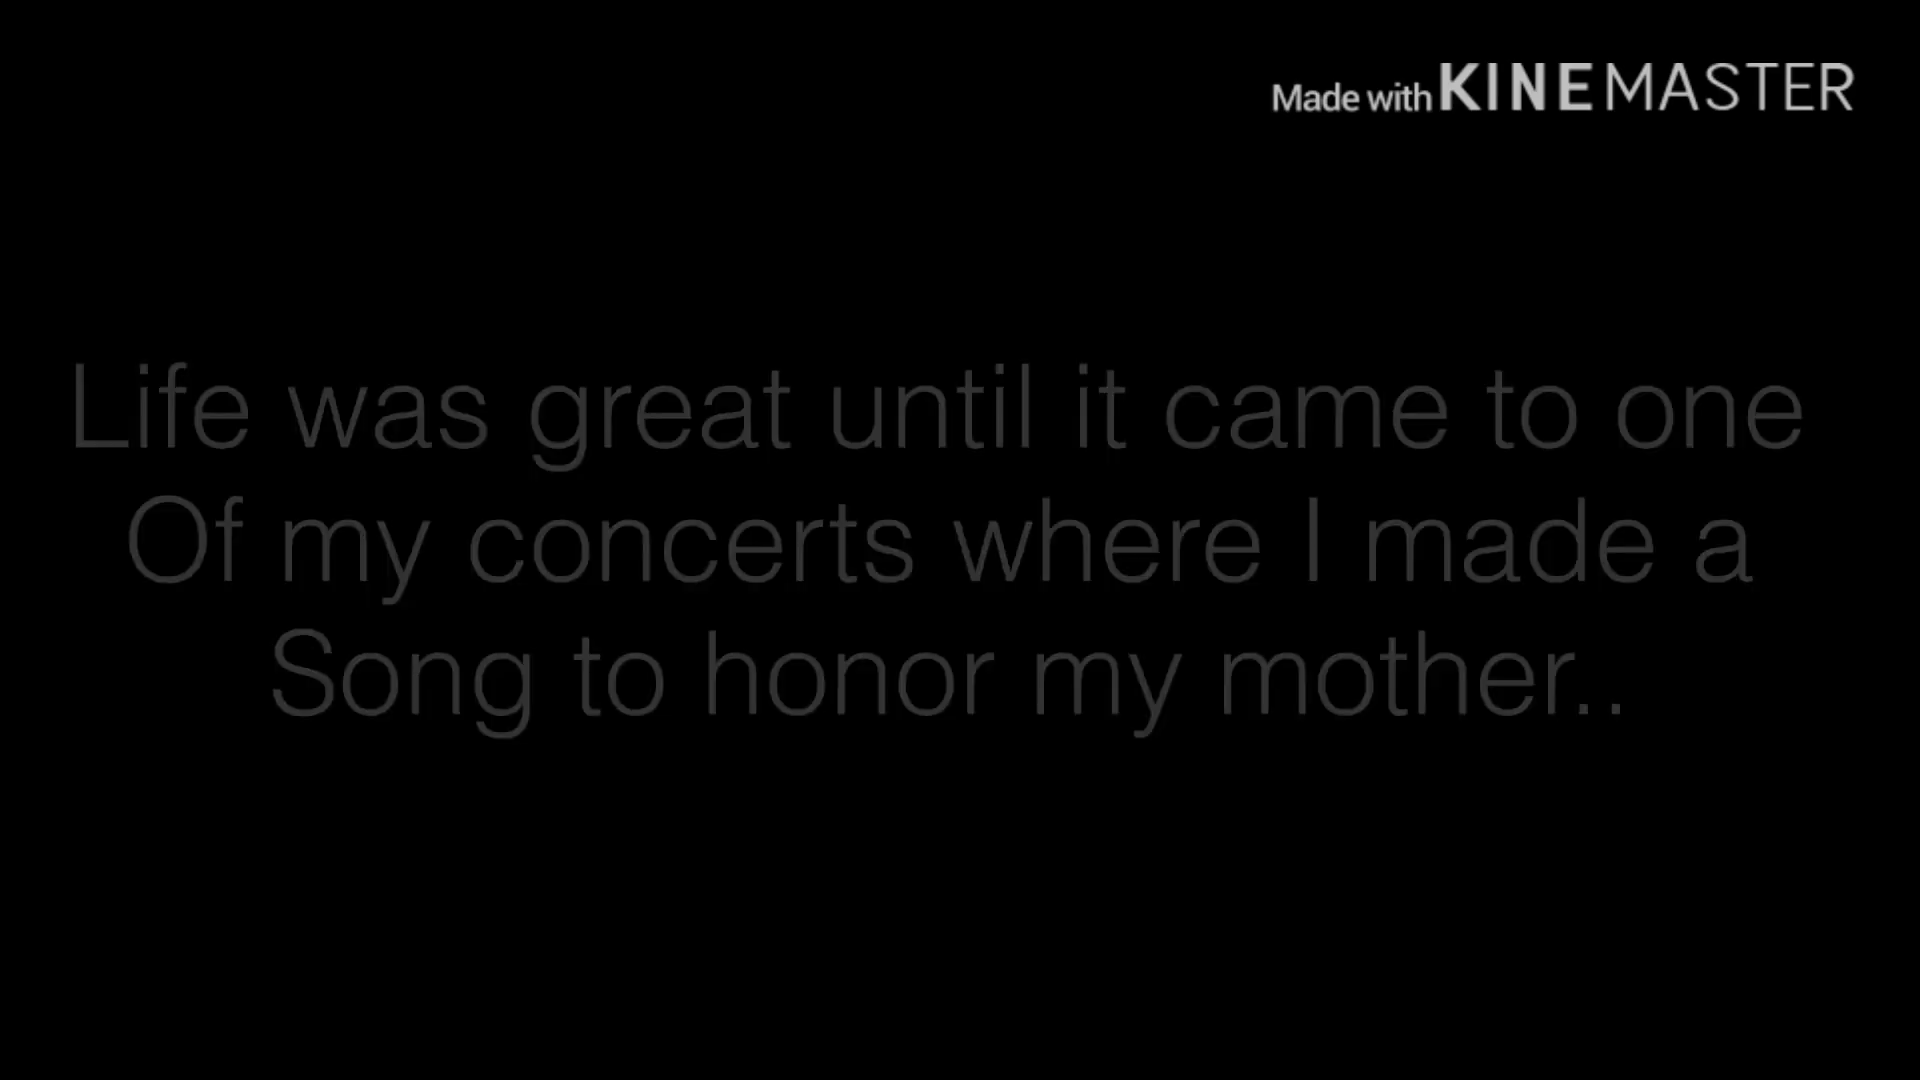 Made with KINEMASTER
Life was great until it came to one
Of my concerts where I made a
Song to honor my mother..